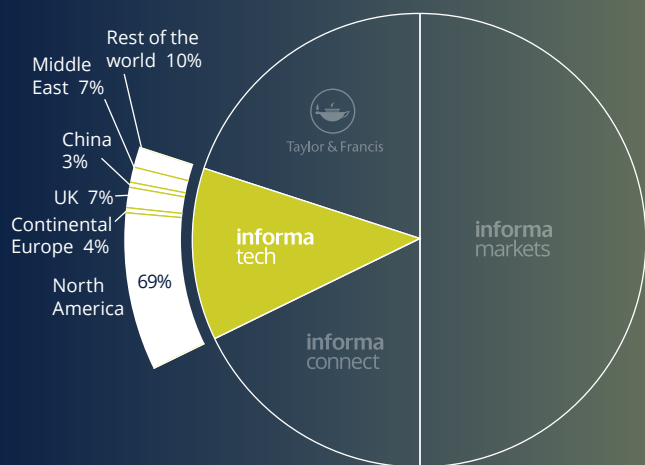 Rest of the
world 10%
Middle
East 7%
China
3%
UK 7%
Continental
Europe 4%
North
America
69%
Taylor & Francis
informa
tech
informa
markets
informa
connect